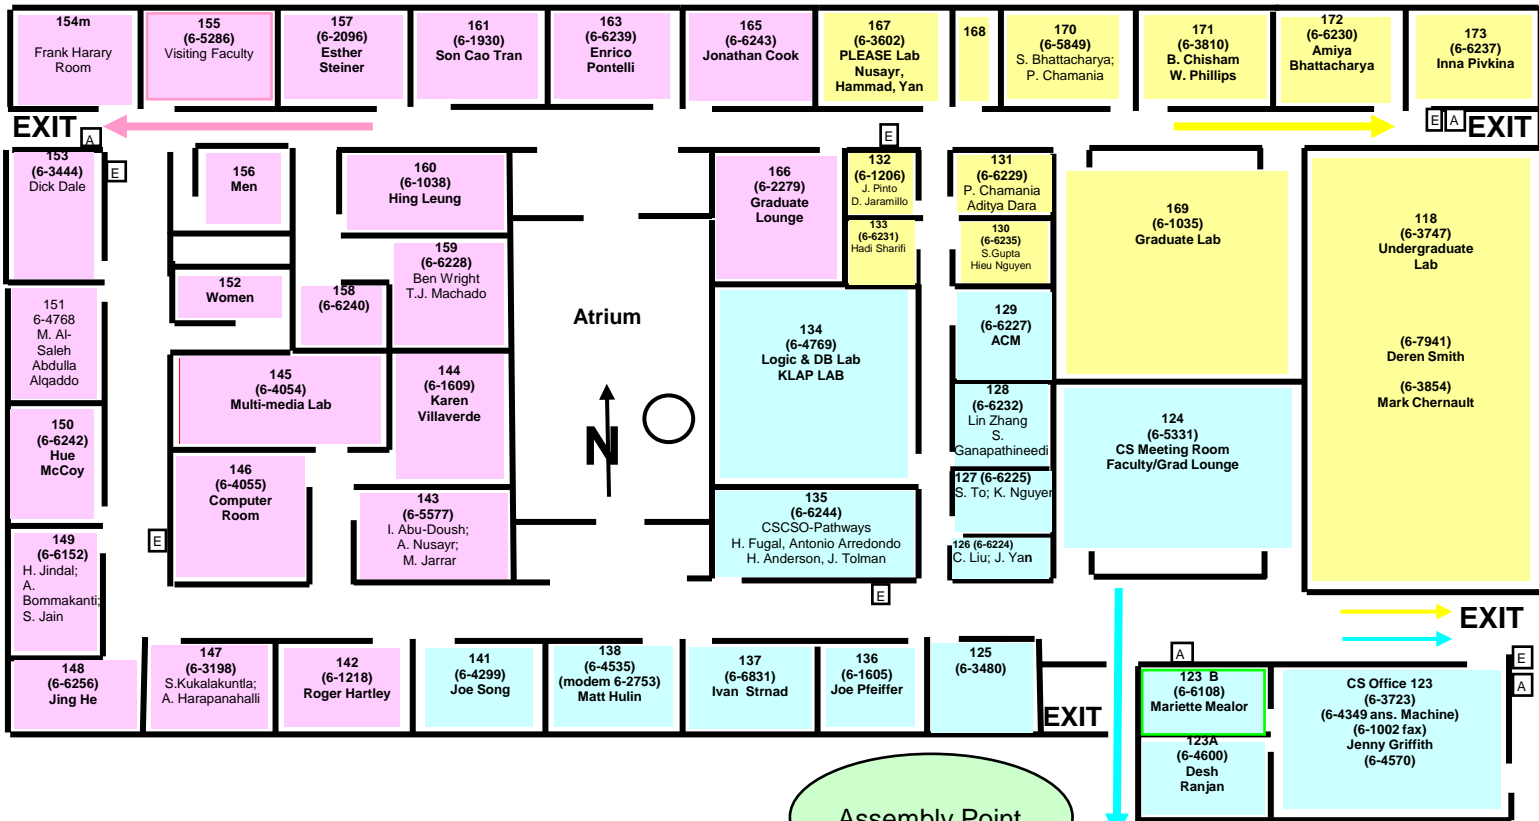 154m
Frank Harary
Room
155
(6-5286)
Visiting Faculty
157
(6-2096)
Esther
Steiner
161
(6-1930)
Son Cao Tran
163
(6-6239)
Enrico
Pontelli
165
(6-6243)
Jonathan Cook
167
(6-3602)
PLEASE Lab
Nusayr,
Hammad, Yan
168
170
(6-5849)
S. Bhattacharya;
P. Chamania
171
(6-3810)
B. Chisham
W. Phillips
172
(6-6230)
Amiya
Bhattacharya
173
(6-6237)
Inna Pivkina
EXIT
A
E
E
E
A
EXIT
153
(6-3444)
Dick Dale
156
Men
160
(6-1038)
Hing Leung
166
(6-2279)
Graduate
Lounge
132
(6-1206)
J. Pinto
D. Jaramillo
131
(6-6229)
P. Chamania
Aditya Dara
169
(6-1035)
Graduate Lab
118
(6-3747)
Undergraduate
Lab
(6-7941)
Deren Smith
(6-3854)
Mark Chernault
133
(6-6231)
Hadi Sharifi
130
(6-6235)
S.Gupta
Hieu Nguyen
159
(6-6228)
Ben Wright
T.J. Machado
152
Women
158
(6-6240)
151
6-4768
M. Al-
Saleh
Abdulla
Alqaddo
Atrium
N
134
(6-4769)
Logic & DB Lab
KLAP LAB
129
(6-6227)
ACM
145
(6-4054)
Multi-media Lab
144
(6-1609)
Karen
Villaverde
128
(6-6232)
Lin Zhang
S.
Ganapathineedi
124
(6-5331)
CS Meeting Room
Faculty/Grad Lounge
150
(6-6242)
Hue
McCoy
146
(6-4055)
Computer
Room
127 (6-6225)
S. To; K. Nguyen
143
(6-5577)
I. Abu-Doush;
A. Nusayr;
M. Jarrar
135
(6-6244)
CSCSO-Pathways
H. Fugal, Antonio Arredondo
H. Anderson, J. Tolman
126 (6-6224)
C. Liu; J. Yan
149
(6-6152)
H. Jindal;
A.
Bommakanti;
S. Jain
E
E
EXIT
148
(6-6256)
Jing He
147
(6-3198)
S.Kukalakuntla;
A. Harapanahalli
142
(6-1218)
Roger Hartley
141
(6-4299)
Joe Song
138
(6-4535)
(modem 6-2753)
Matt Hulin
137
(6-6831)
Ivan Strnad
136
(6-1605)
Joe Pfeiffer
125
(6-3480)
EXIT
A
E
A
123 B
(6-6108)
Mariette Mealor
123A
(6-4600)
Desh
Ranjan
CS Office 123
(6-3723)
(6-4349 ans. Machine)
(6-1002 fax)
Jenny Griffith
(6-4570)
Assembly Point